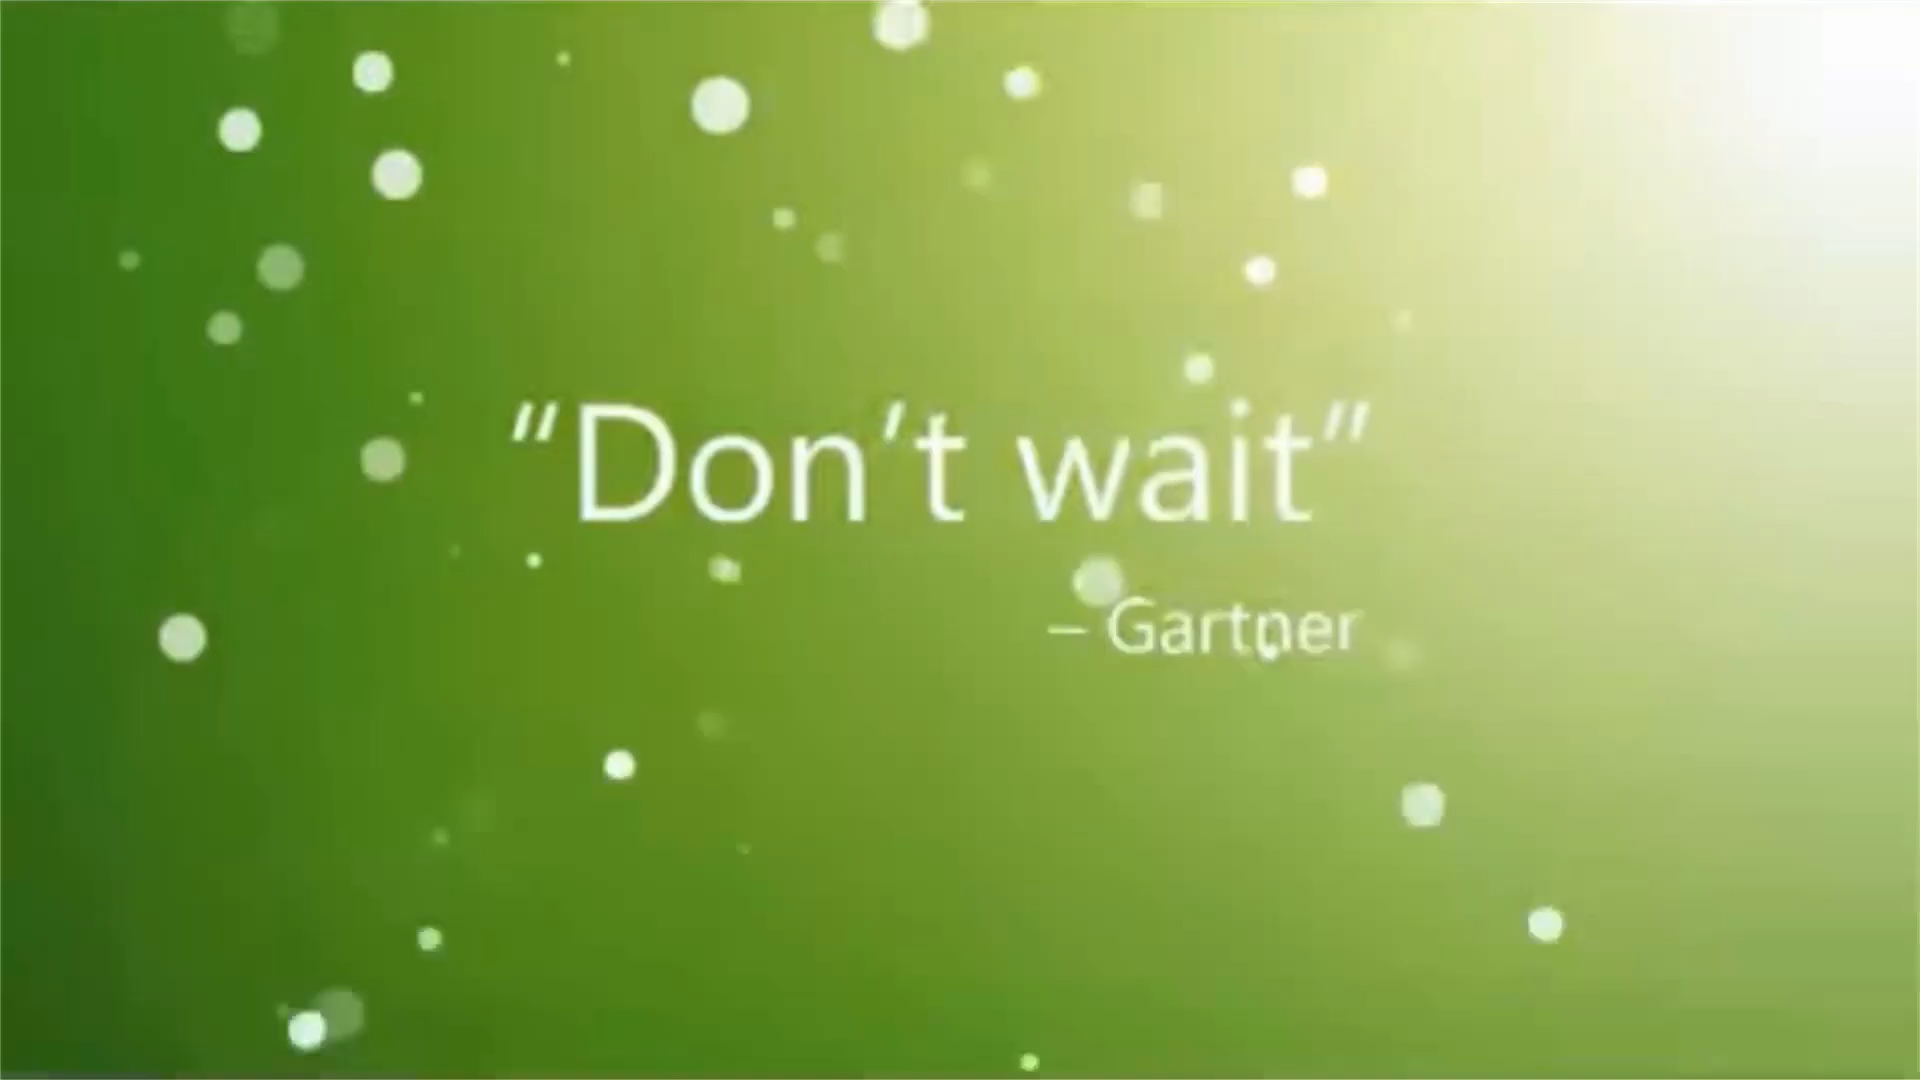 “Don’t wait”
– Gartner